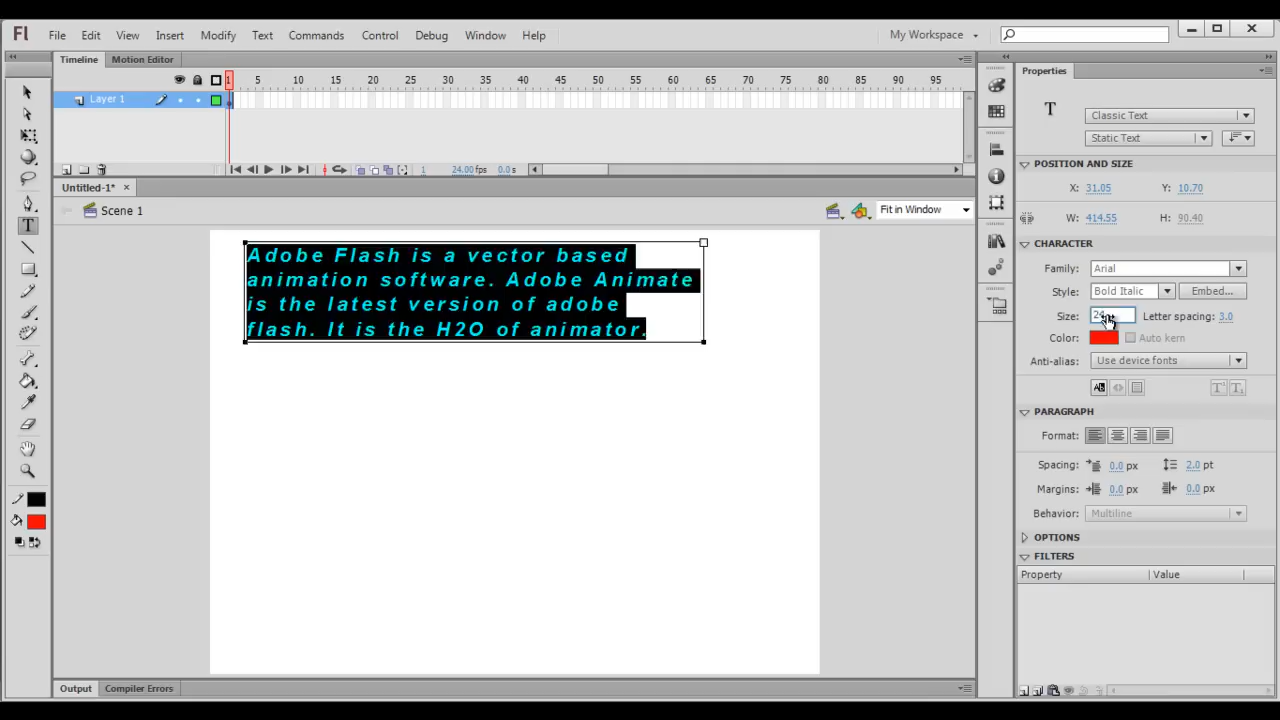 Fl File Edit View Insert Modify Text Commands Control Debug Window Help My Workspace
Timeline Motion Editor
1 5 10 15 20 25 30 35 40 45 50 55 60 65 70 75 80 85 90 95
Layer 1
1 24.00 fps 0.0 s
Untitled-1*
Scene 1 Fit in Window
Adobe Flash is a vector based
animation software. Adobe Animate
is the latest version of adobe
flash. It is the H2O of animator.
Output Compiler Errors
Properties
T Classic Text
Static Text
POSITION AND SIZE
X: 31.05 Y: 10.70
W: 414.55 H: 90.40
CHARACTER
Family: Arial
Style: Bold Italic Embed...
Size: 24 Letter spacing: 3.0
Color: Auto kern
Anti-alias: Use device fonts
PARAGRAPH
Format:
Spacing: 0.0 px 2.0 pt
Margins: 0.0 px 0.0 px
Behavior: Multiline
OPTIONS
FILTERS
Property Value